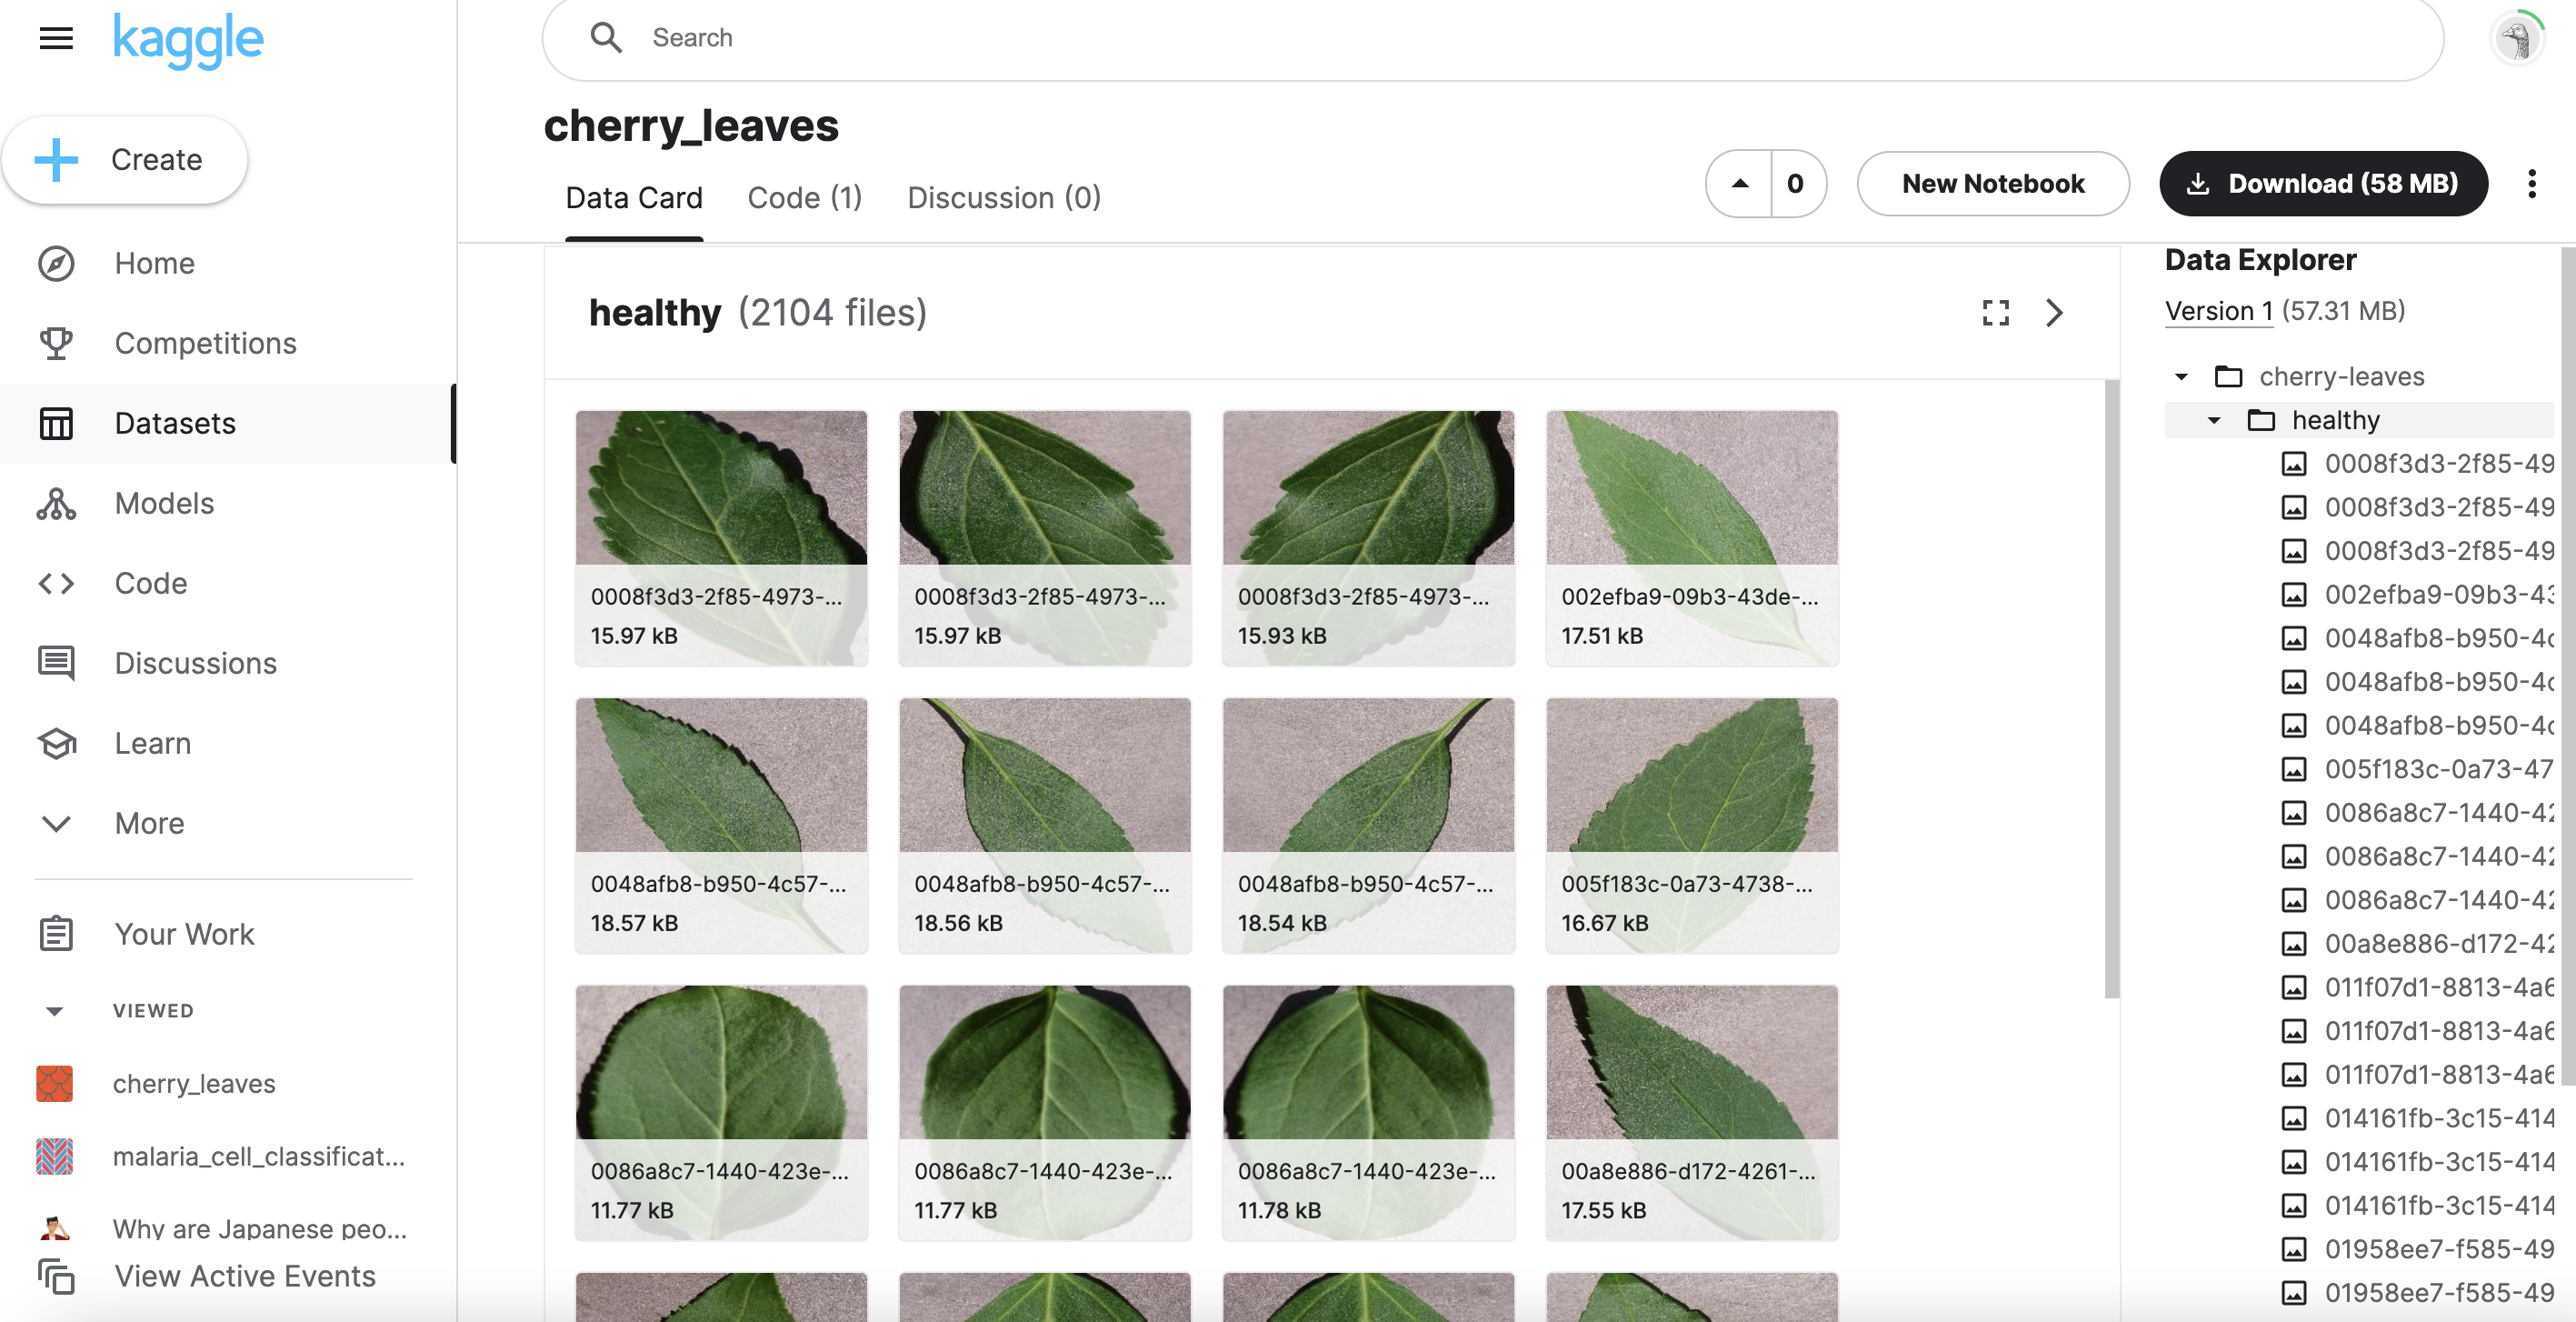 kaggle
Search
Create
Home
Competitions
Datasets
Models
Code
Discussions
Learn
More
Your Work
VIEWED
cherry_leaves
malaria_cell_classificat...
Why are Japanese peo...
View Active Events
cherry_leaves
Data Card
Code (1)
Discussion (0)
0
New Notebook
Download (58 MB)
healthy (2104 files)
0008f3d3-2f85-4973-...
15.97 kB
0008f3d3-2f85-4973-...
15.97 kB
0008f3d3-2f85-4973-...
15.93 kB
002efba9-09b3-43de-...
17.51 kB
0048afb8-b950-4c57-...
18.57 kB
0048afb8-b950-4c57-...
18.56 kB
0048afb8-b950-4c57-...
18.54 kB
005f183c-0a73-4738-...
16.67 kB
0086a8c7-1440-423e-...
11.77 kB
0086a8c7-1440-423e-...
11.77 kB
0086a8c7-1440-423e-...
11.78 kB
00a8e886-d172-4261-...
17.55 kB
Data Explorer
Version 1 (57.31 MB)
cherry-leaves
healthy
0008f3d3-2f85-49
0008f3d3-2f85-49
0008f3d3-2f85-49
002efba9-09b3-43
0048afb8-b950-4c
0048afb8-b950-4c
0048afb8-b950-4c
005f183c-0a73-47
0086a8c7-1440-42
0086a8c7-1440-42
0086a8c7-1440-42
00a8e886-d172-42
011f07d1-8813-4a6
011f07d1-8813-4a6
011f07d1-8813-4a6
014161fb-3c15-414
014161fb-3c15-414
014161fb-3c15-414
01958ee7-f585-49
01958ee7-f585-49